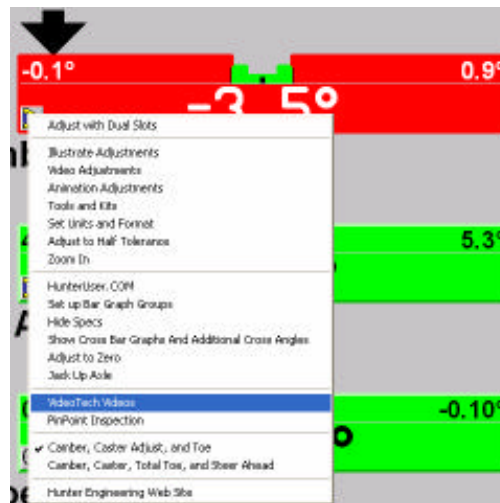 -0.1°
0.9°
-3.5°
Adjust with Dual Slots
Illustrate Adjustments
Video Adjustments
Animation Adjustments
Tools and Kits
Set Units and Format
Adjust to Half Tolerance
Zoom In
5.3°
HunterUser.COM
Set up Bar Graph Groups
Hide Specs
Show Cross Bar Graphs And Additional Cross Angles
Adjust to Zero
Jack Up Axle
VideoTech Videos
-0.10°
PinPoint Inspection
Camber, Caster Adjust, and Toe
Camber, Caster, Total Toe, and Steer Ahead
Hunter Engineering Web Site